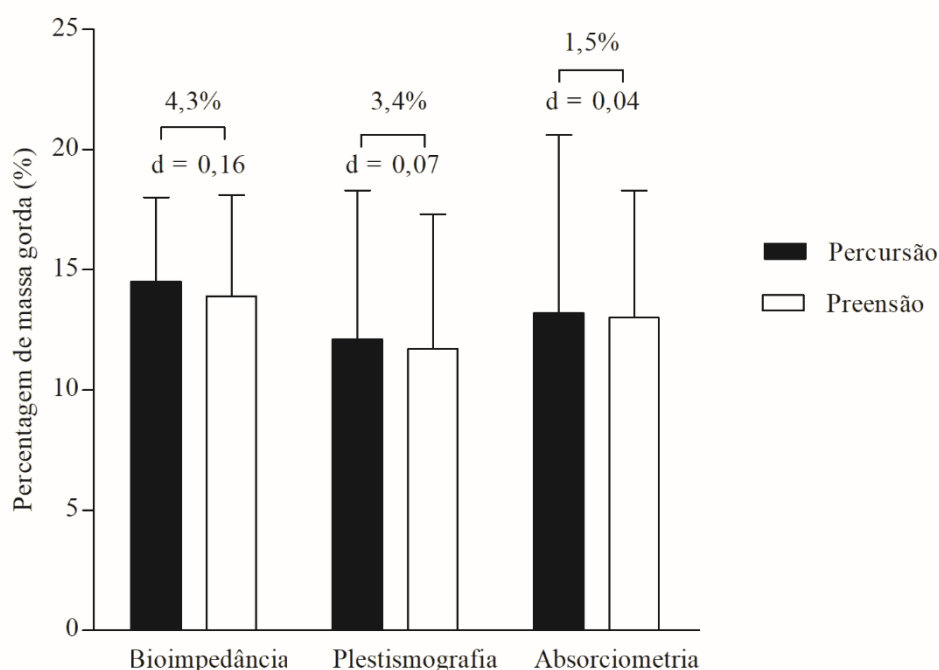 Percentagem de massa gorda (%)
25
20
15
10
5
0
4,3%
d = 0,16
3,4%
d = 0,07
1,5%
d = 0,04
Bioimpedância
Plestismografia
Absorciometria
Percursão
Preensão